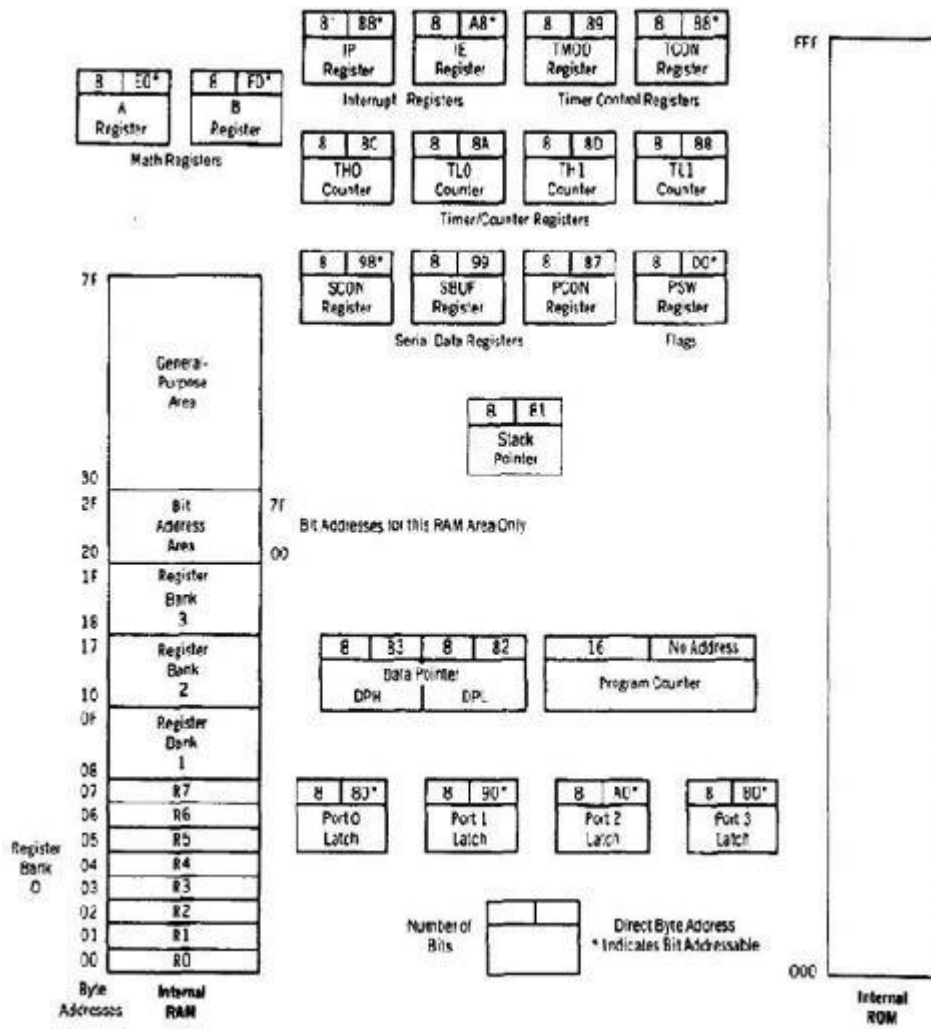 8 B8*
IP
Register
8 A8*
IE
Register
Interrupt Registers
8 89
TMOD
Register
8 88*
TCON
Register
Timer Control Registers
FFF
8 E0*
A
Register
8 F0*
B
Register
Math Registers
8 8C
TH0
Counter
8 8A
TL0
Counter
8 8D
TH1
Counter
8 88
TL1
Counter
Timer/Counter Registers
8 98*
SCON
Register
8 99
SBUF
Register
8 87
PCON
Register
Serial Data Registers
8 D0*
PSW
Register
Flags
7F
General-
Purpose
Area
30
8 81
Stack
Pointer
2F
Bit
Address
Area
20
7F
00
Bit Addresses for this RAM Area Only
1F
Register
Bank
3
18
17
Register
Bank
2
10
0F
Register
Bank
1
08
8 83 8 82
Data Pointer
DPH DPL
16 No Address
Program Counter
07 R7
06 R6
05 R5
04 R4
03 R3
02 R2
01 R1
00 R0
Register
Bank
0
8 80*
Port 0
Latch
8 90*
Port 1
Latch
8 A0*
Port 2
Latch
8 B0*
Port 3
Latch
Number of
Bits
Direct Byte Address
* Indicates Bit Addressable
000
Byte
Addresses
Internal
RAM
Internal
ROM